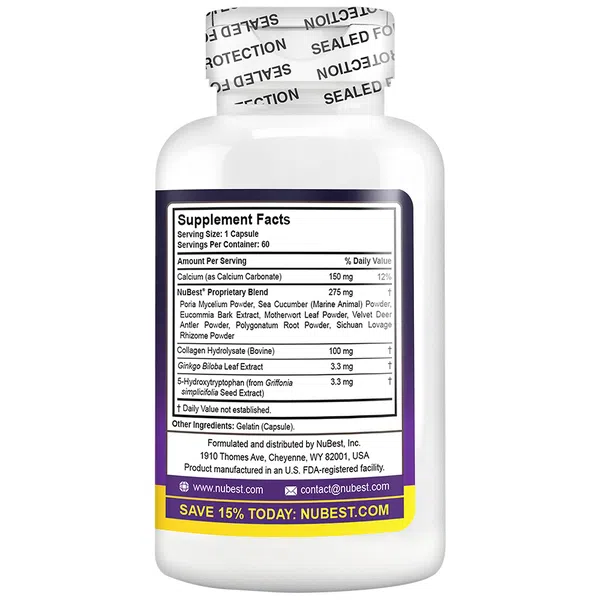 SEALED FO
ROTECTION
SEALED FOR
SEALED
NOITCETO
TECTION
SEALED
Supplement Facts
Serving Size: 1 Capsule
Servings Per Container: 60
Amount Per Serving % Daily Value
Calcium (as Calcium Carbonate) 150 mg 12%
NuBest® Proprietary Blend 275 mg †
Poria Mycelium Powder, Sea Cucumber (Marine Animal) Powder,
Eucommia Bark Extract, Motherwort Leaf Powder, Velvet Deer
Antler Powder, Polygonatum Root Powder, Sichuan Lovage
Rhizome Powder
Collagen Hydrolysate (Bovine) 100 mg †
Ginkgo Biloba Leaf Extract 3.3 mg †
5-Hydroxytryptophan (from Griffonia 3.3 mg †
simplicifolia Seed Extract)
† Daily Value not established.
Other Ingredients: Gelatin (Capsule).
Formulated and distributed by NuBest, Inc.
1910 Thomes Ave, Cheyenne, WY 82001, USA
Product manufactured in an U.S. FDA-registered facility.
www.nubest.com contact@nubest.com
SAVE 15% TODAY: NUBEST.COM